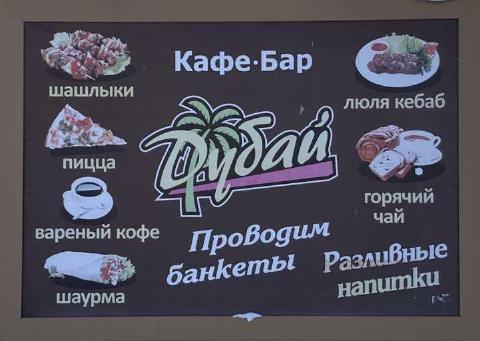 Кафе·Бар
Дубай
шашлыки
пицца
вареный кофе
шаурма
люля кебаб
горячий
чай
Проводим
банкеты
Разливные
напитки